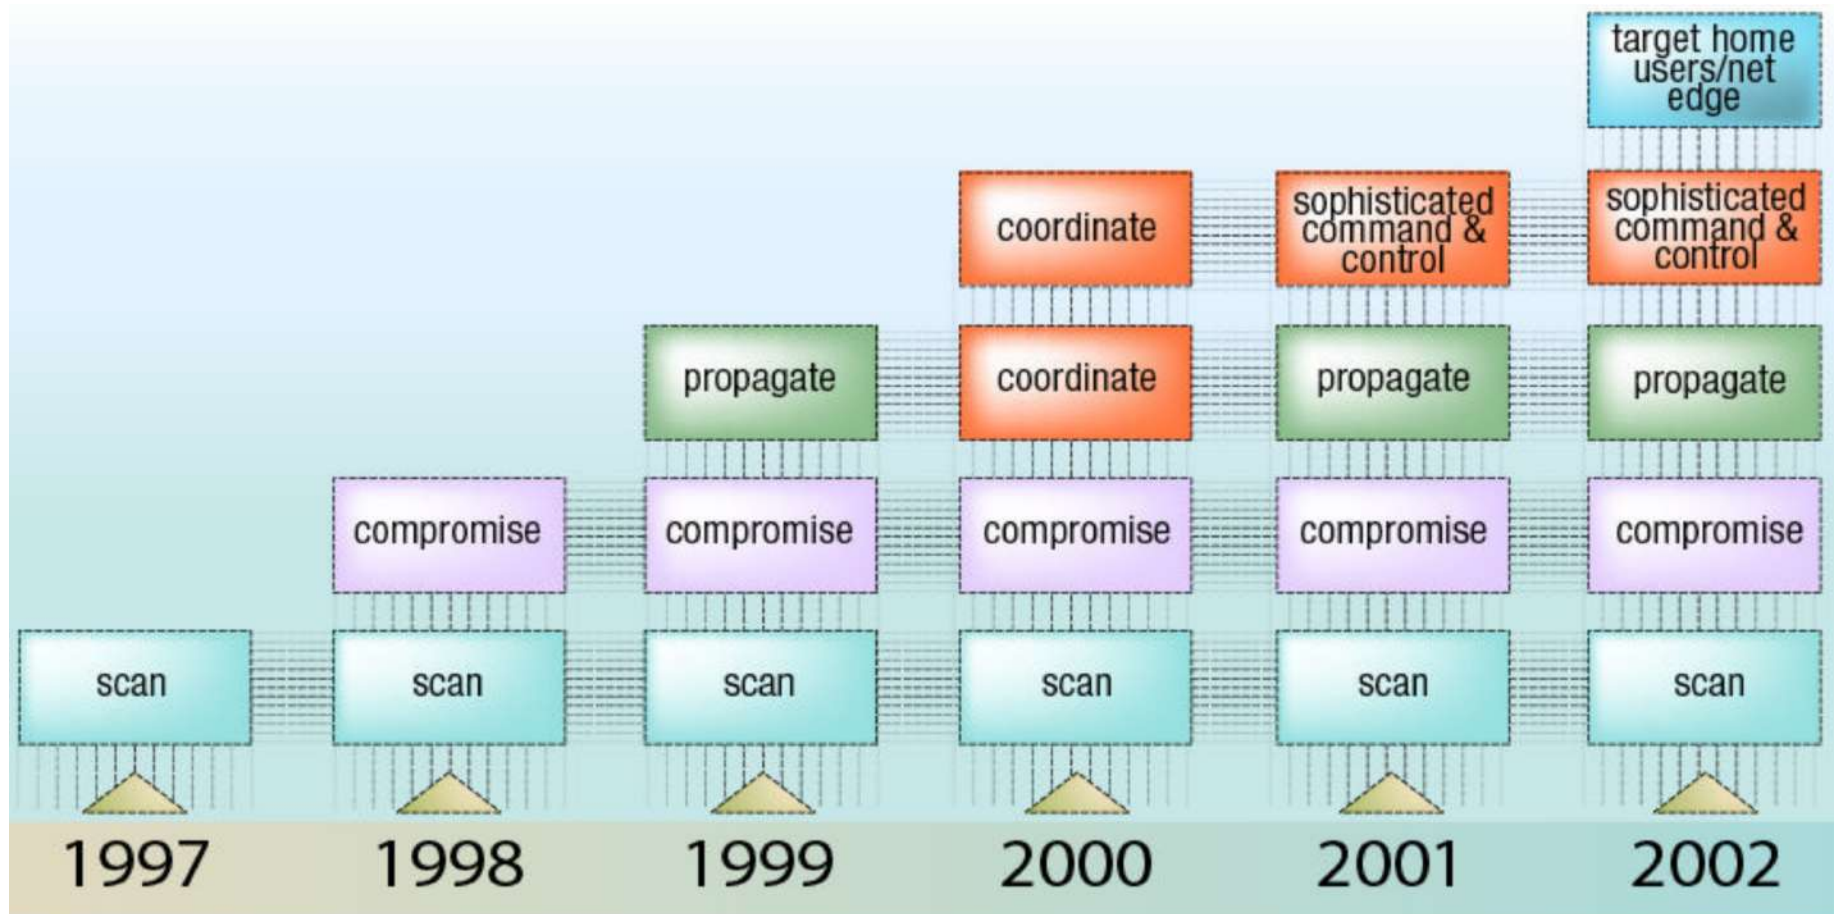 target home
users/net
edge
coordinate
sophisticated
command &
control
sophisticated
command &
control
propagate
coordinate
propagate
propagate
compromise
compromise
compromise
compromise
compromise
scan
scan
scan
scan
scan
scan
1997
1998
1999
2000
2001
2002